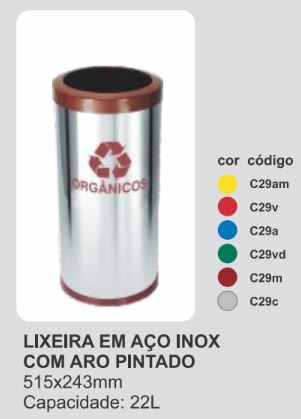 ORGÂNICOS
cor código
C29am
C29v
C29a
C29vd
C29m
C29c
LIXEIRA EM AÇO INOX
COM ARO PINTADO
515x243mm
Capacidade: 22L